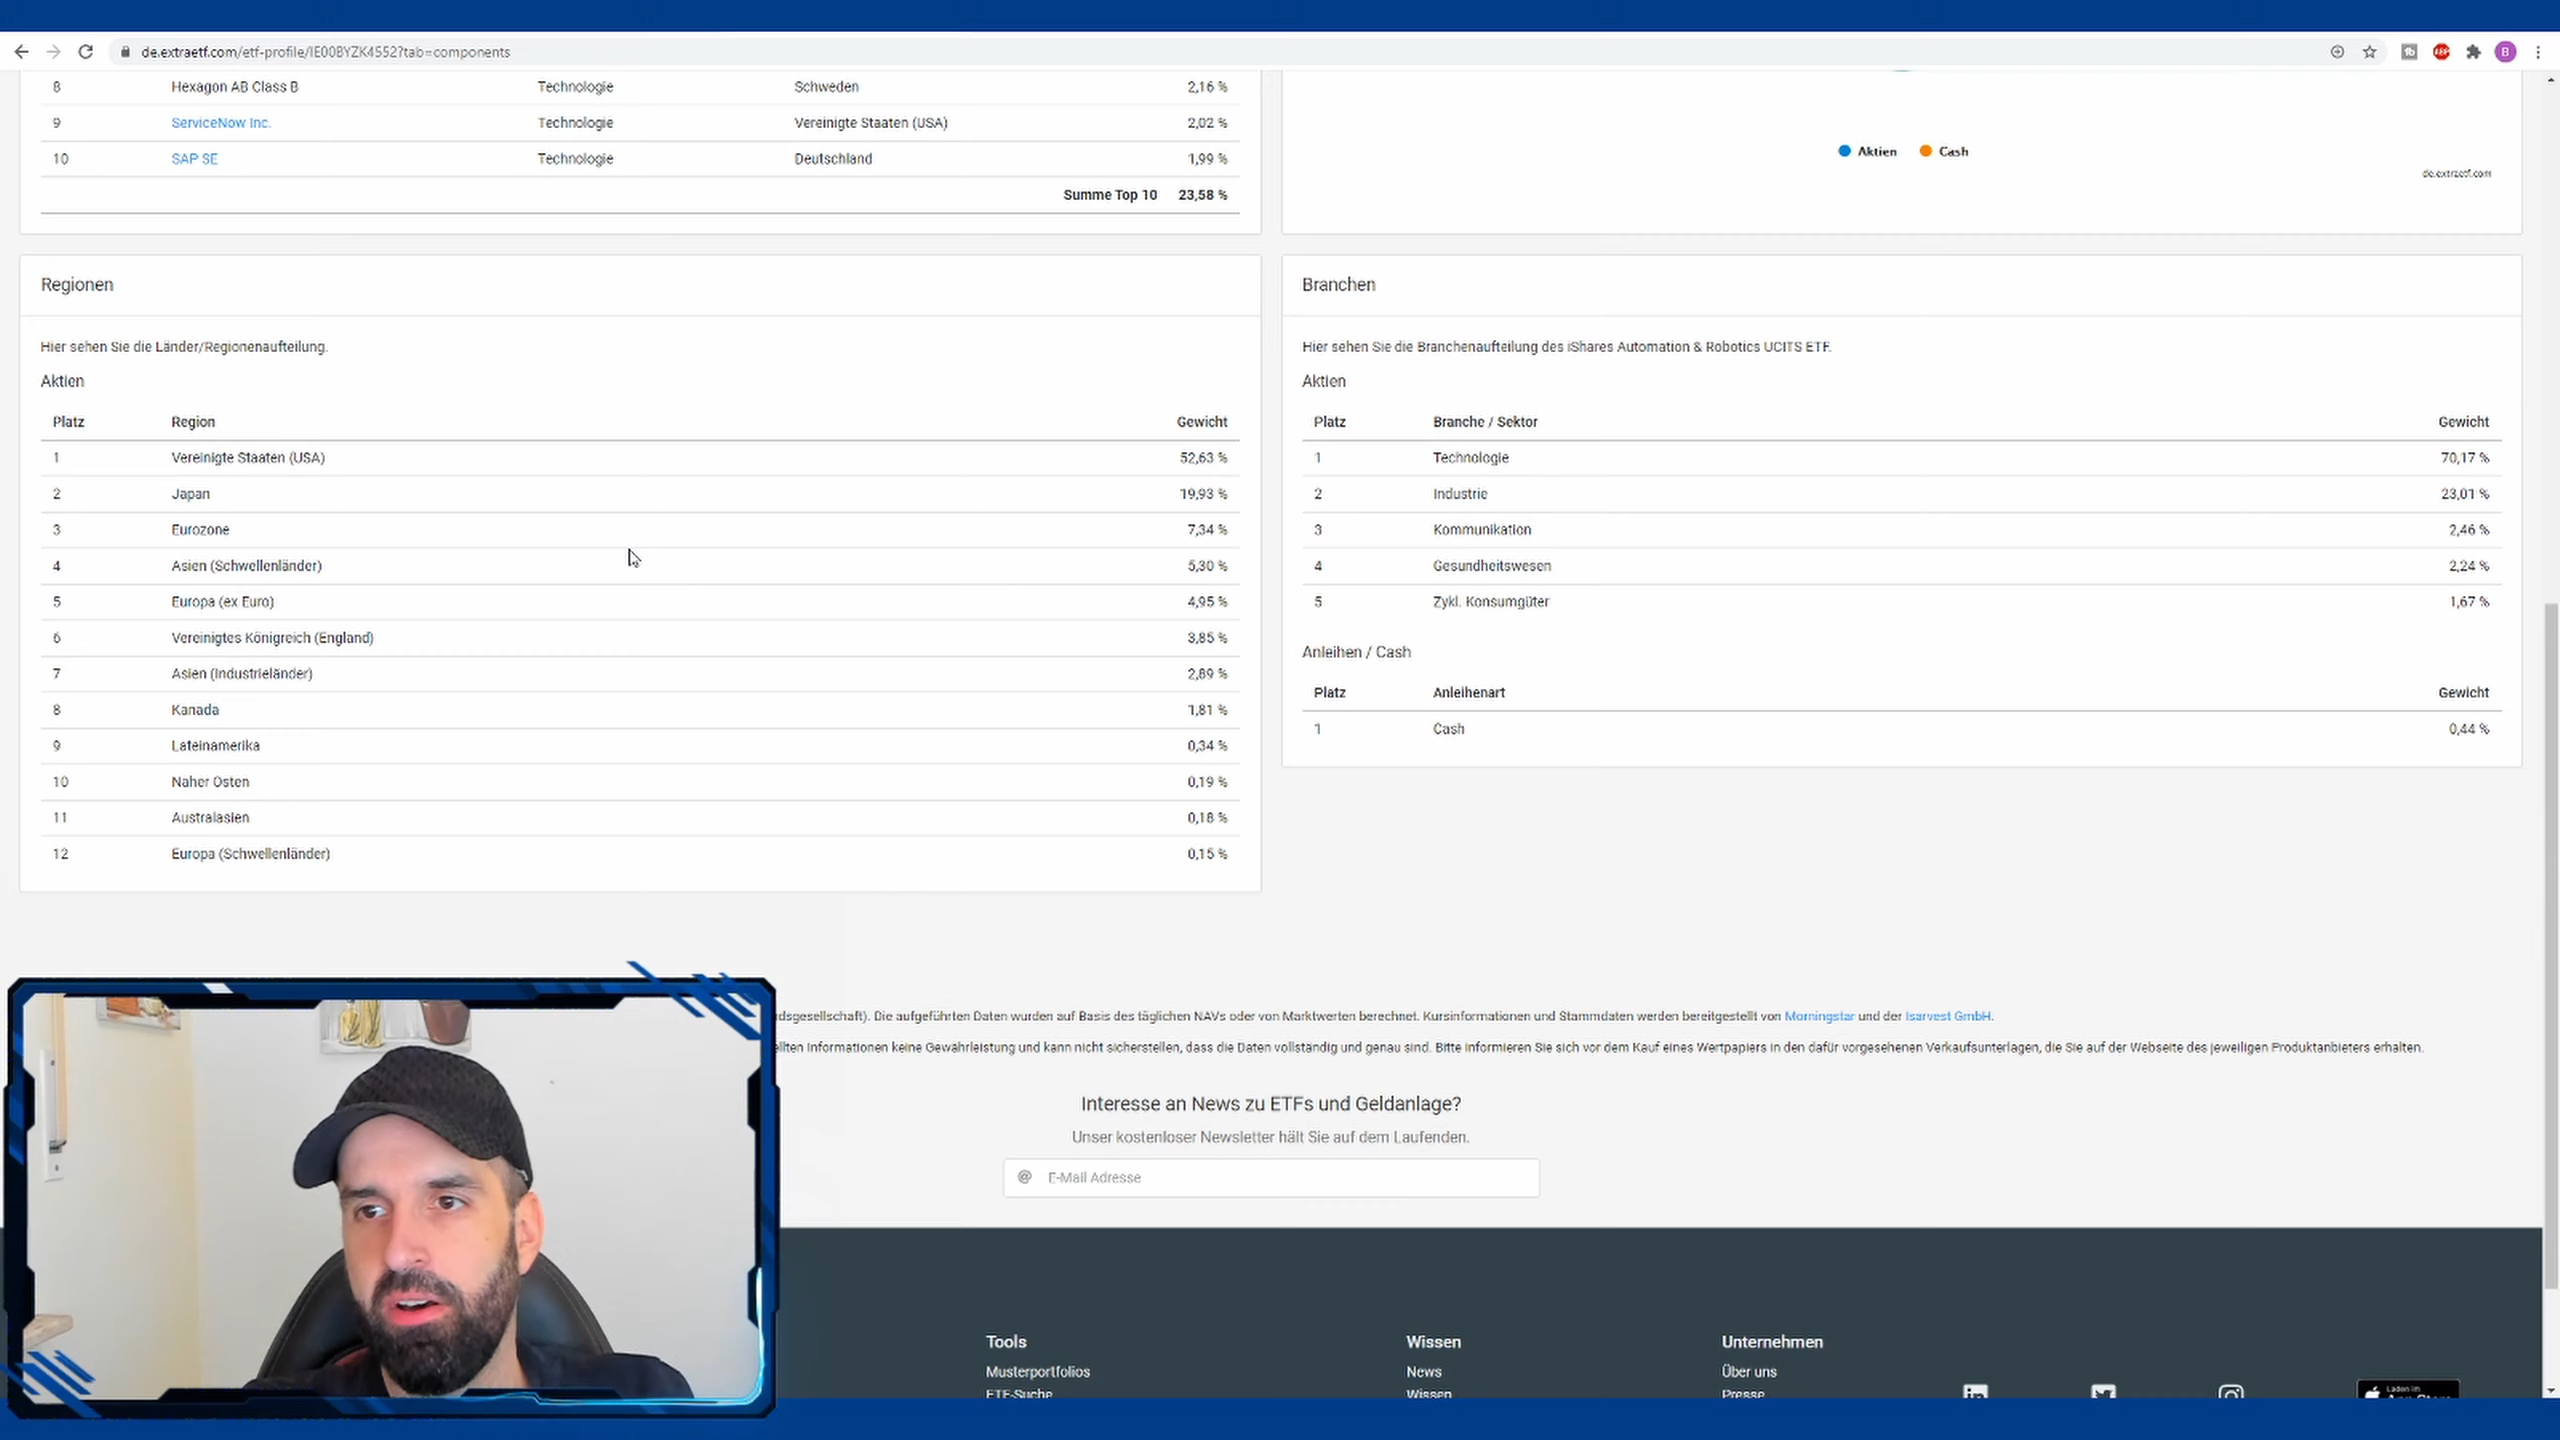 de.extraetf.com/etf-profile/IE00BYZK4552?tab=components
8 Hexagon AB Class B Technologie Schweden 2,16 %
9 ServiceNow Inc. Technologie Vereinigte Staaten (USA) 2,02 %
10 SAP SE Technologie Deutschland 1,99 %
Summe Top 10 23,58 %
Aktien Cash
de.extraetf.com
Regionen
Hier sehen Sie die Länder/Regionenaufteilung.
Aktien
Platz Region Gewicht
1 Vereinigte Staaten (USA) 52,63 %
2 Japan 19,93 %
3 Eurozone 7,34 %
4 Asien (Schwellenländer) 5,30 %
5 Europa (ex Euro) 4,95 %
6 Vereinigtes Königreich (England) 3,85 %
7 Asien (Industrieländer) 2,89 %
8 Kanada 1,81 %
9 Lateinamerika 0,34 %
10 Naher Osten 0,19 %
11 Australasien 0,18 %
12 Europa (Schwellenländer) 0,15 %
Branchen
Hier sehen Sie die Branchenaufteilung des iShares Automation & Robotics UCITS ETF.
Aktien
Platz Branche / Sektor Gewicht
1 Technologie 70,17 %
2 Industrie 23,01 %
3 Kommunikation 2,46 %
4 Gesundheitswesen 2,24 %
5 Zykl. Konsumgüter 1,67 %
Anleihen / Cash
Platz Anleihenart Gewicht
1 Cash 0,44 %
dsgesellschaft). Die aufgeführten Daten wurden auf Basis des täglichen NAVs oder von Marktwerten berechnet. Kursinformationen und Stammdaten werden bereitgestellt von Morningstar und der Isarvest GmbH.
llten Informationen keine Gewährleistung und kann nicht sicherstellen, dass die Daten vollständig und genau sind. Bitte informieren Sie sich vor dem Kauf eines Wertpapiers in den dafür vorgesehenen Verkaufsunterlagen, die Sie auf der Webseite des jeweiligen Produktanbieters erhalten.
Interesse an News zu ETFs und Geldanlage?
Unser kostenloser Newsletter hält Sie auf dem Laufenden.
@ E-Mail Adresse
Tools
Musterportfolios
ETF-Suche
Wissen
News
Wissen
Unternehmen
Über uns
Presse
Laden im
B
ABP